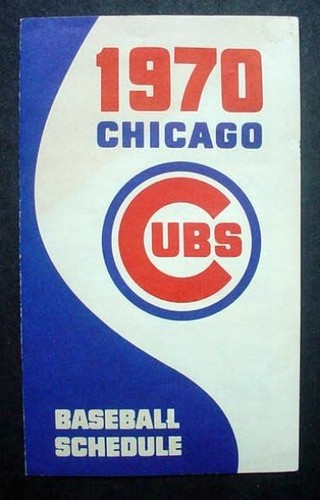 1970
CHICAGO
CUBS
BASEBALL
SCHEDULE